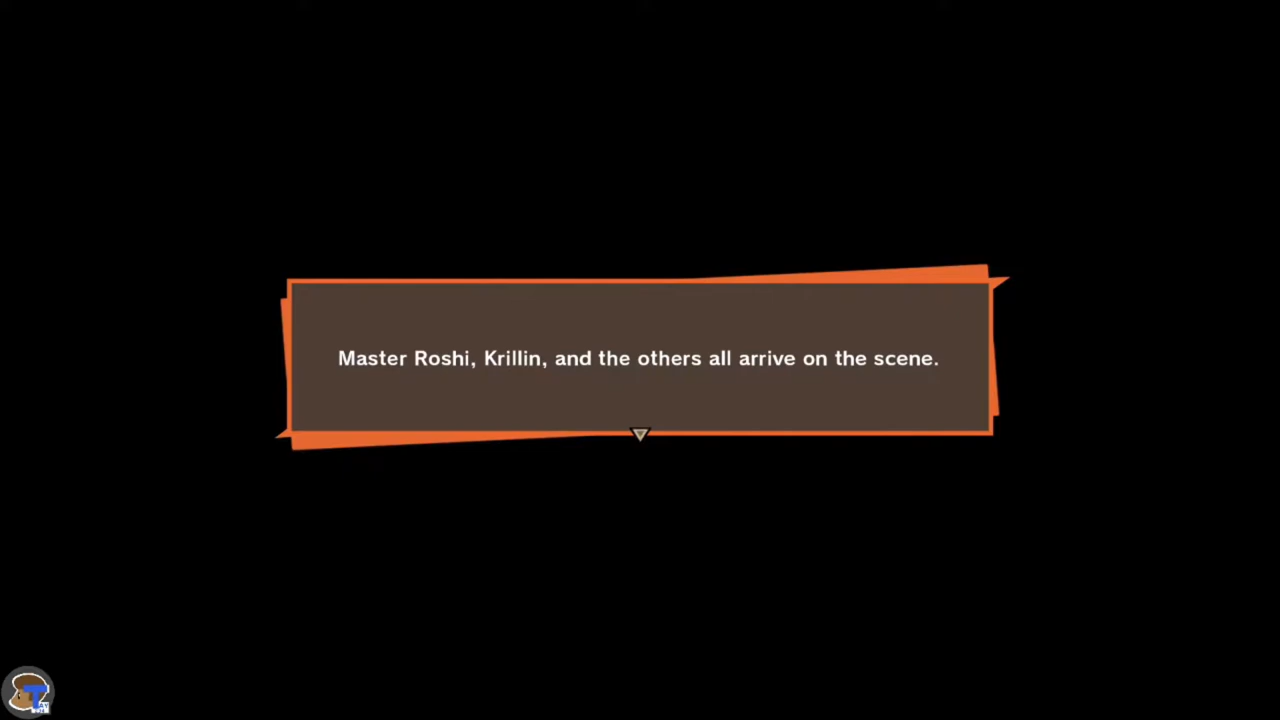 Master Roshi, Krillin, and the others all arrive on the scene.